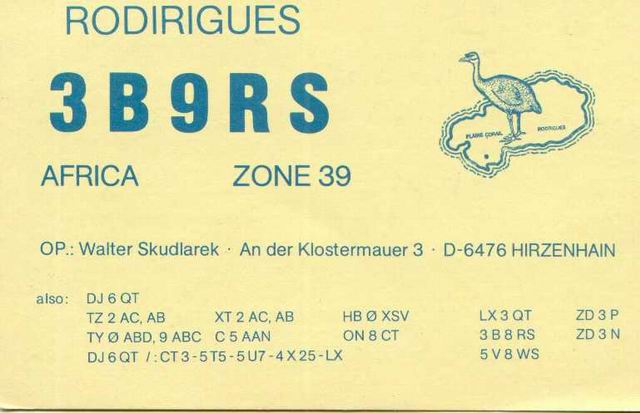 RODIRIGUES
3B9RS
PLAINE CORAIL
RODRIGUES
AFRICA ZONE 39
OP.: Walter Skudlarek · An der Klostermauer 3 · D-6476 HIRZENHAIN
also: DJ 6 QT
TZ 2 AC, AB XT 2 AC, AB HB Ø XSV LX 3 QT ZD 3 P
TY Ø ABD, 9 ABC C 5 AAN ON 8 CT 3 B 8 RS ZD 3 N
DJ 6 QT / : CT 3 - 5 T5 - 5 U7 - 4 X 25 - LX 5 V 8 WS